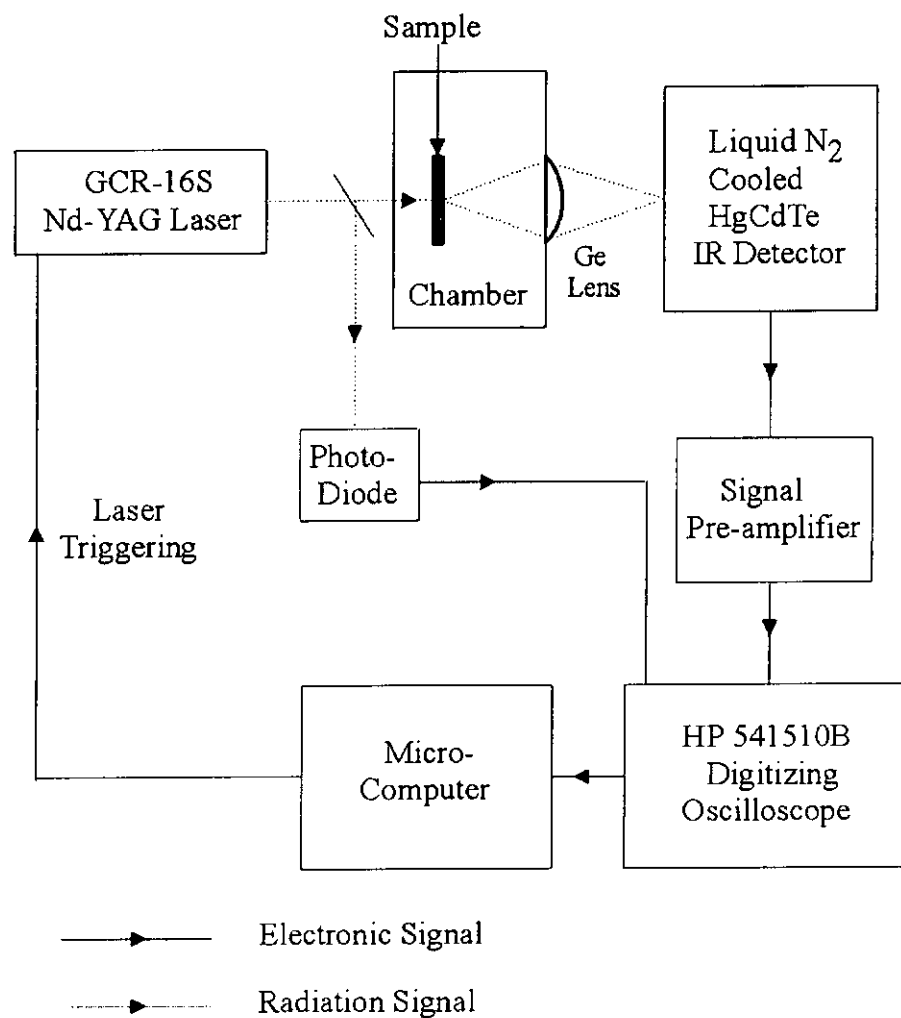 Sample
GCR-16S
Nd-YAG Laser
Chamber
Ge
Lens
Liquid N2
Cooled
HgCdTe
IR Detector
Photo-
Diode
Signal
Pre-amplifier
Laser
Triggering
Micro-
Computer
HP 541510B
Digitizing
Oscilloscope
Electronic Signal
Radiation Signal